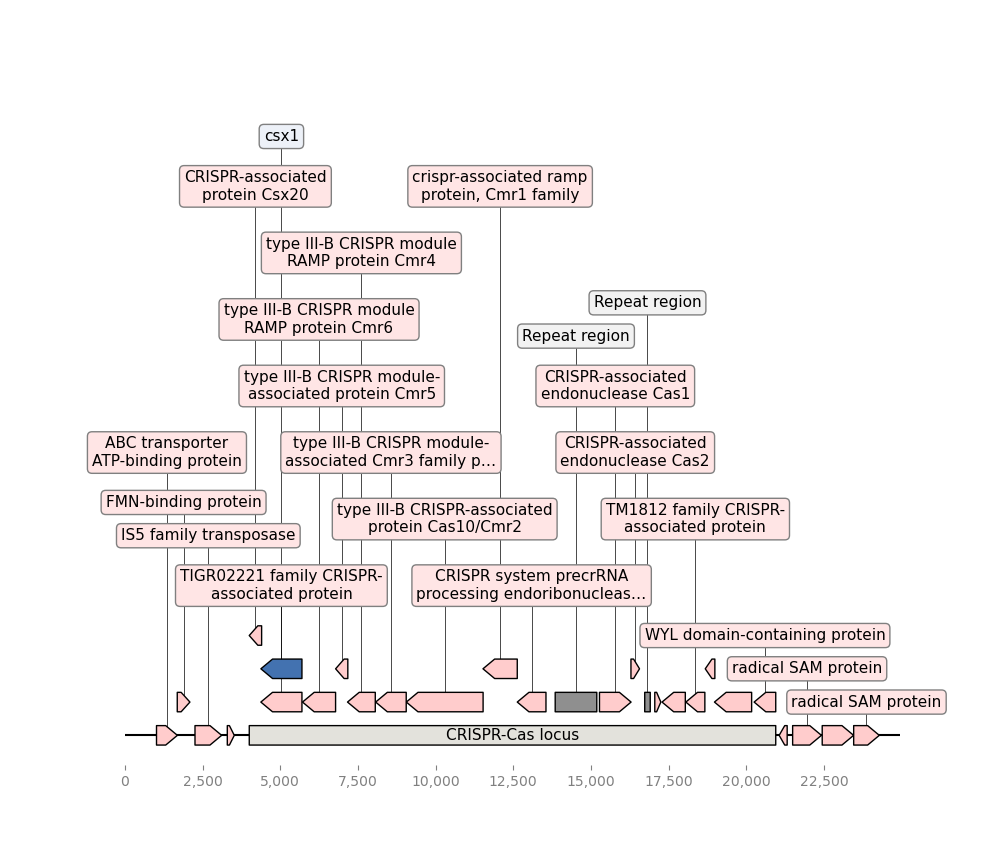 csx1
CRISPR-associated
protein Csx20
crispr-associated ramp
protein, Cmr1 family
type III-B CRISPR module
RAMP protein Cmr4
Repeat region
type III-B CRISPR module
RAMP protein Cmr6
Repeat region
type III-B CRISPR module-
associated protein Cmr5
CRISPR-associated
endonuclease Cas1
ABC transporter
ATP-binding protein
type III-B CRISPR module-
associated Cmr3 family p…
CRISPR-associated
endonuclease Cas2
FMN-binding protein
type III-B CRISPR-associated
protein Cas10/Cmr2
TM1812 family CRISPR-
associated protein
IS5 family transposase
TIGR02221 family CRISPR-
associated protein
CRISPR system precrRNA
processing endoribonucleas…
WYL domain-containing protein
radical SAM protein
radical SAM protein
CRISPR-Cas locus
0
2,500
5,000
7,500
10,000
12,500
15,000
17,500
20,000
22,500